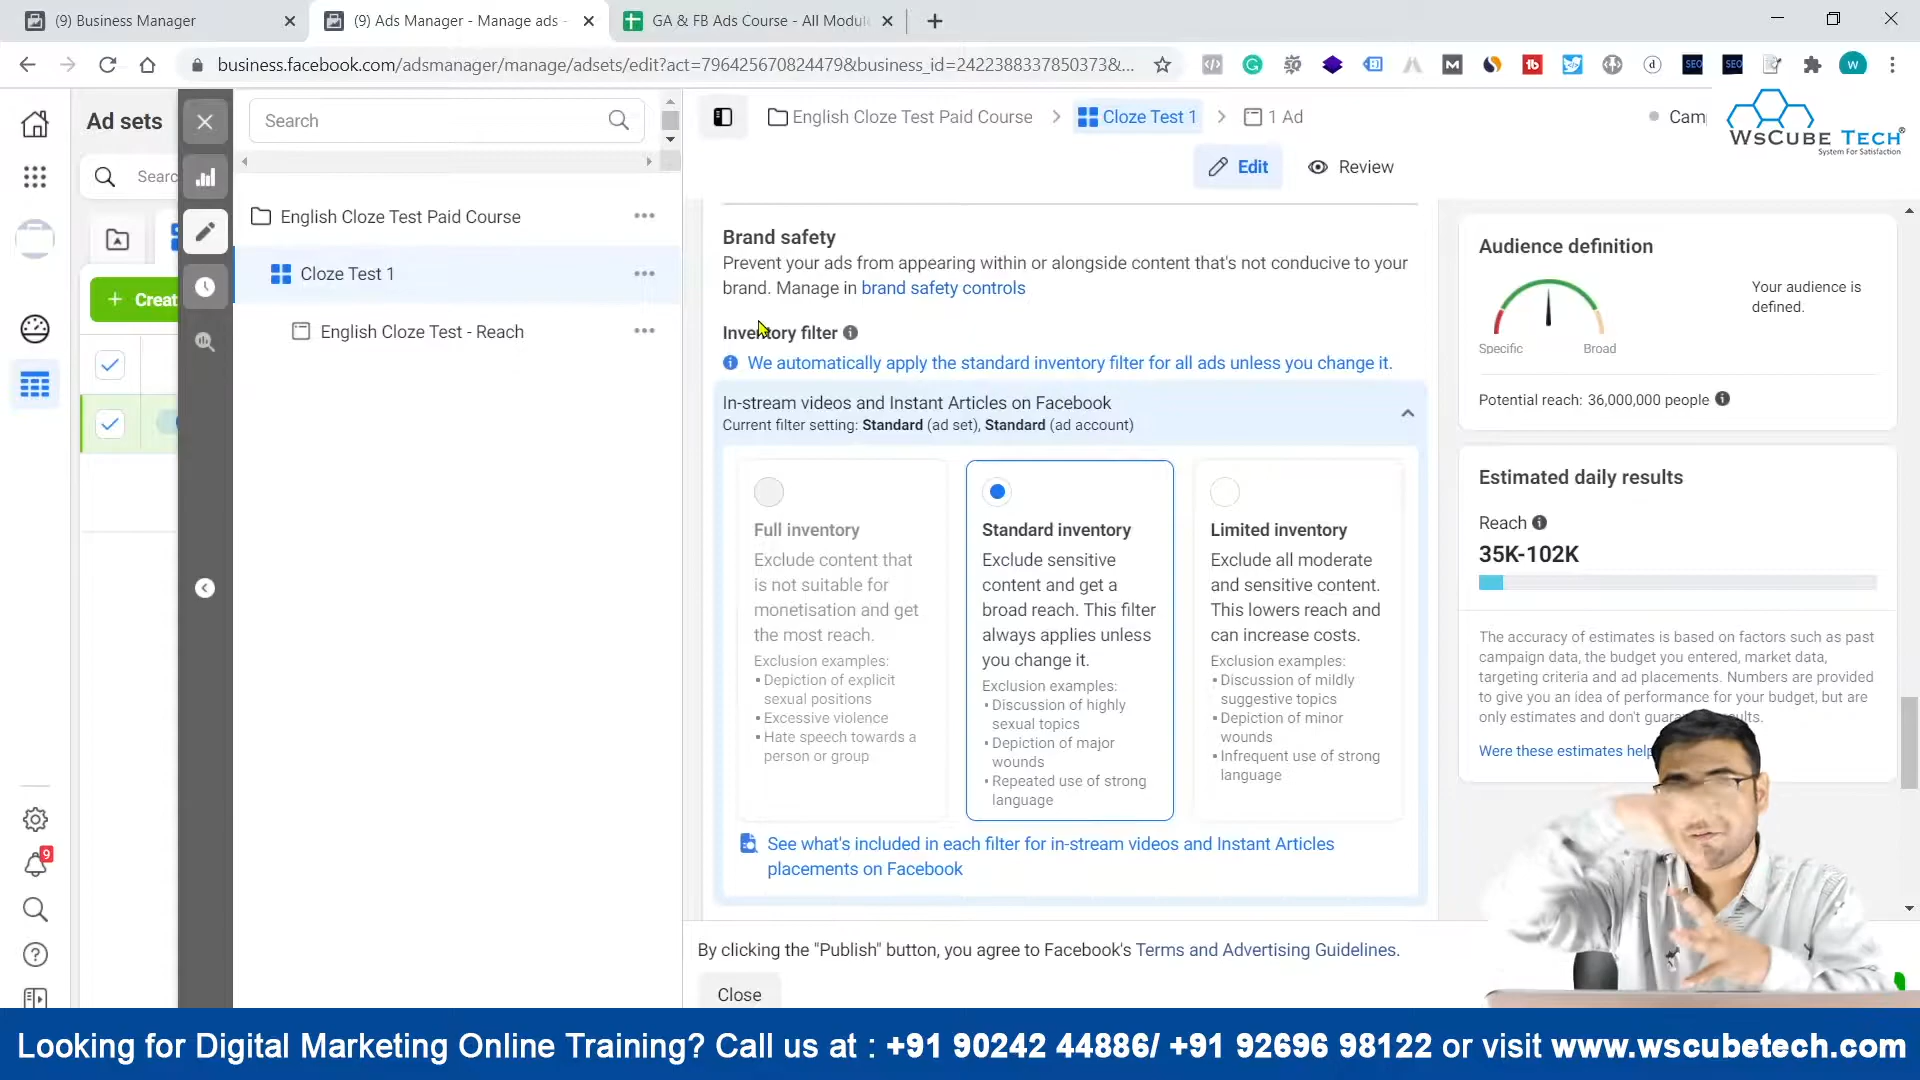 (9) Business Manager
(9) Ads Manager - Manage ads -
GA & FB Ads Course - All Modul
business.facebook.com/adsmanager/manage/adsets/edit?act=796425670824479&business_id=2422388337850373&...
Ad sets
Search
Searc
Creat
English Cloze Test Paid Course
Cloze Test 1
English Cloze Test - Reach
9
English Cloze Test Paid Course
Cloze Test 1
1 Ad
Camp
WsCube Tech
System For Satisfaction
Edit
Review
Brand safety
Prevent your ads from appearing within or alongside content that's not conducive to your
brand. Manage in brand safety controls
Inventory filter
We automatically apply the standard inventory filter for all ads unless you change it.
In-stream videos and Instant Articles on Facebook
Current filter setting: Standard (ad set), Standard (ad account)
Full inventory
Exclude content that
is not suitable for
monetisation and get
the most reach.
Exclusion examples:
• Depiction of explicit
sexual positions
• Excessive violence
• Hate speech towards a
person or group
Standard inventory
Exclude sensitive
content and get a
broad reach. This filter
always applies unless
you change it.
Exclusion examples:
• Discussion of highly
sexual topics
• Depiction of major
wounds
• Repeated use of strong
language
Limited inventory
Exclude all moderate
and sensitive content.
This lowers reach and
can increase costs.
Exclusion examples:
• Discussion of mildly
suggestive topics
• Depiction of minor
wounds
• Infrequent use of strong
language
See what's included in each filter for in-stream videos and Instant Articles
placements on Facebook
By clicking the "Publish" button, you agree to Facebook's Terms and Advertising Guidelines.
Close
Audience definition
Your audience is
defined.
Specific
Broad
Potential reach: 36,000,000 people
Estimated daily results
Reach
35K-102K
The accuracy of estimates is based on factors such as past
campaign data, the budget you entered, market data,
targeting criteria and ad placements. Numbers are provided
to give you an idea of performance for your budget, but are
only estimates and don't guara ults.
Were these estimates help
Looking for Digital Marketing Online Training? Call us at : +91 90242 44886/ +91 92696 98122 or visit www.wscubetech.com